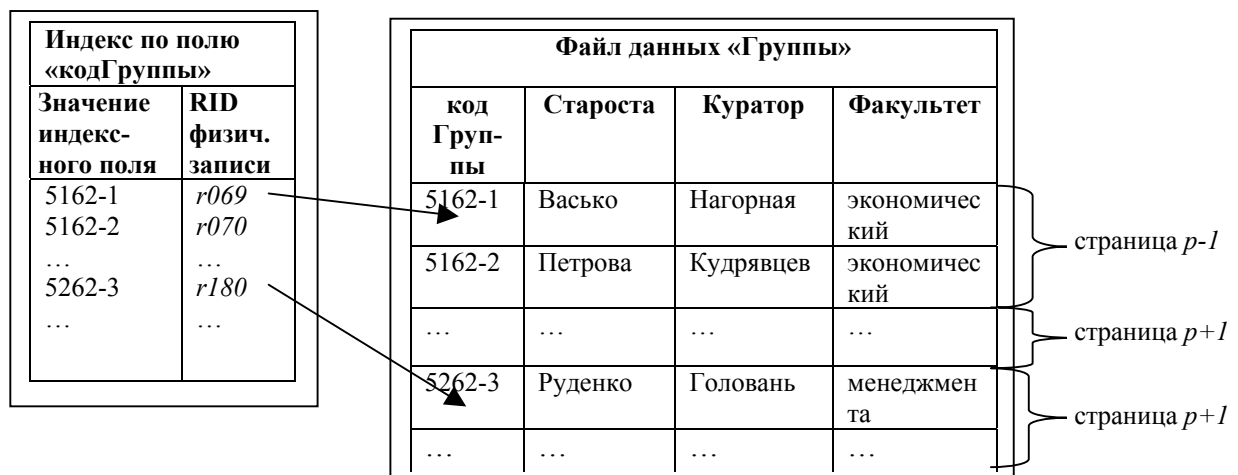 Индекс по полю
«кодГруппы»
Значение
индекс-
ного поля
RID
физич.
записи
5162-1 r069
5162-2 r070
… …
5262-3 r180
… …
Файл данных «Группы»
код
Груп-
пы
Староста
Куратор
Факультет
5162-1 Васько Нагорная экономичес
кий
5162-2 Петрова Кудрявцев экономичес
кий
… … … …
5262-3 Руденко Головань менеджмен
та
… … … …
страница p-1
страница p+1
страница p+1